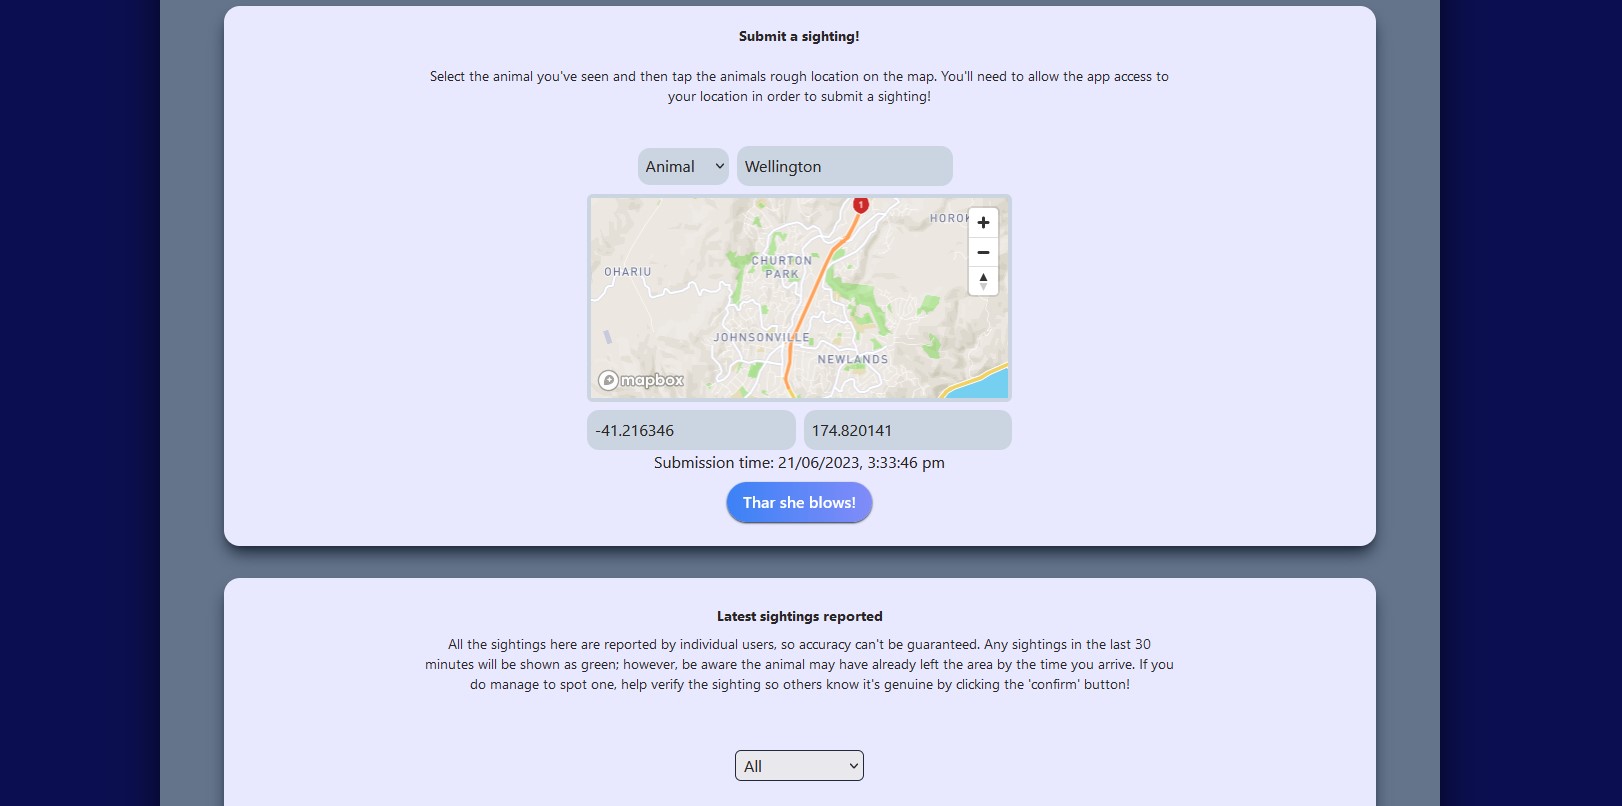 Submit a sighting!
Select the animal you've seen and then tap the animals rough location on the map. You'll need to allow the app access to
your location in order to submit a sighting!
Animal
Wellington
1
HOROK
CHURTON
PARK
OHARIU
JOHNSONVILLE
NEWLANDS
mapbox
-41.216346
174.820141
Submission time: 21/06/2023, 3:33:46 pm
Thar she blows!
Latest sightings reported
All the sightings here are reported by individual users, so accuracy can't be guaranteed. Any sightings in the last 30
minutes will be shown as green; however, be aware the animal may have already left the area by the time you arrive. If you
do manage to spot one, help verify the sighting so others know it's genuine by clicking the 'confirm' button!
All